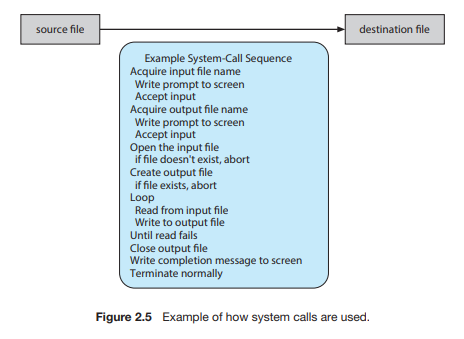 source file
destination file
Example System-Call Sequence
Acquire input file name
Write prompt to screen
Accept input
Acquire output file name
Write prompt to screen
Accept input
Open the input file
if file doesn't exist, abort
Create output file
if file exists, abort
Loop
Read from input file
Write to output file
Until read fails
Close output file
Write completion message to screen
Terminate normally
Figure 2.5 Example of how system calls are used.